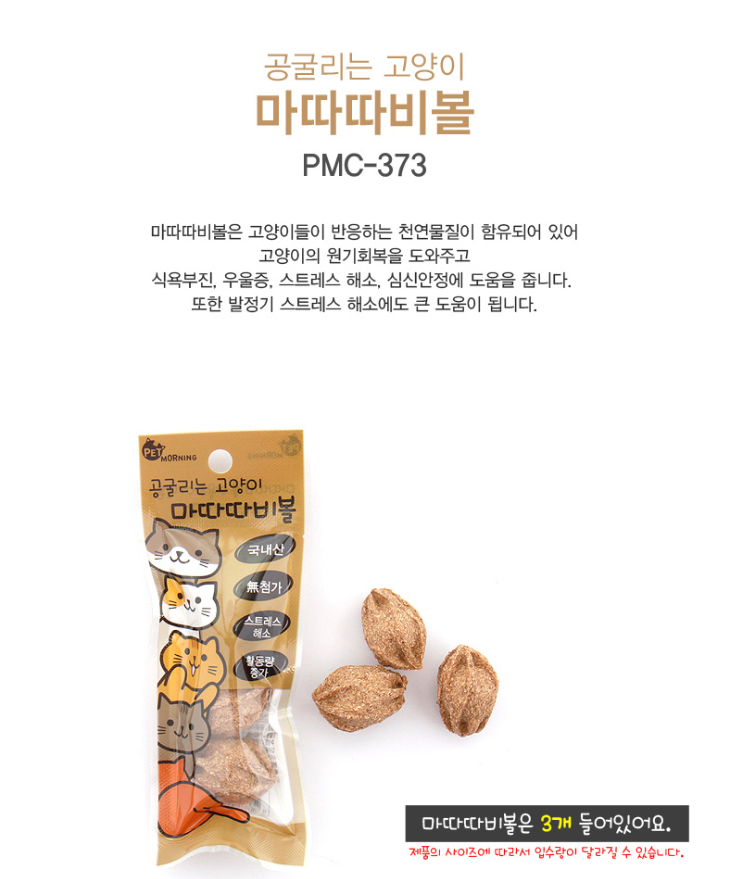 공굴리는 고양이
마따따비볼
PMC-373
마따따비볼은 고양이들이 반응하는 천연물질이 함유되어 있어
고양이의 원기회복을 도와주고
식욕부진, 우울증, 스트레스 해소, 심신안정에 도움을 줍니다.
또한 발정기 스트레스 해소에도 큰 도움이 됩니다.
PET
MORNING
공굴리는 고양이
마따따비볼
국내산
無첨가
스트레스
해소
활동량
증가
마따따비볼은 3개 들어있어요.
제품의 사이즈에 따라서 입수량이 달라질 수 있습니다.